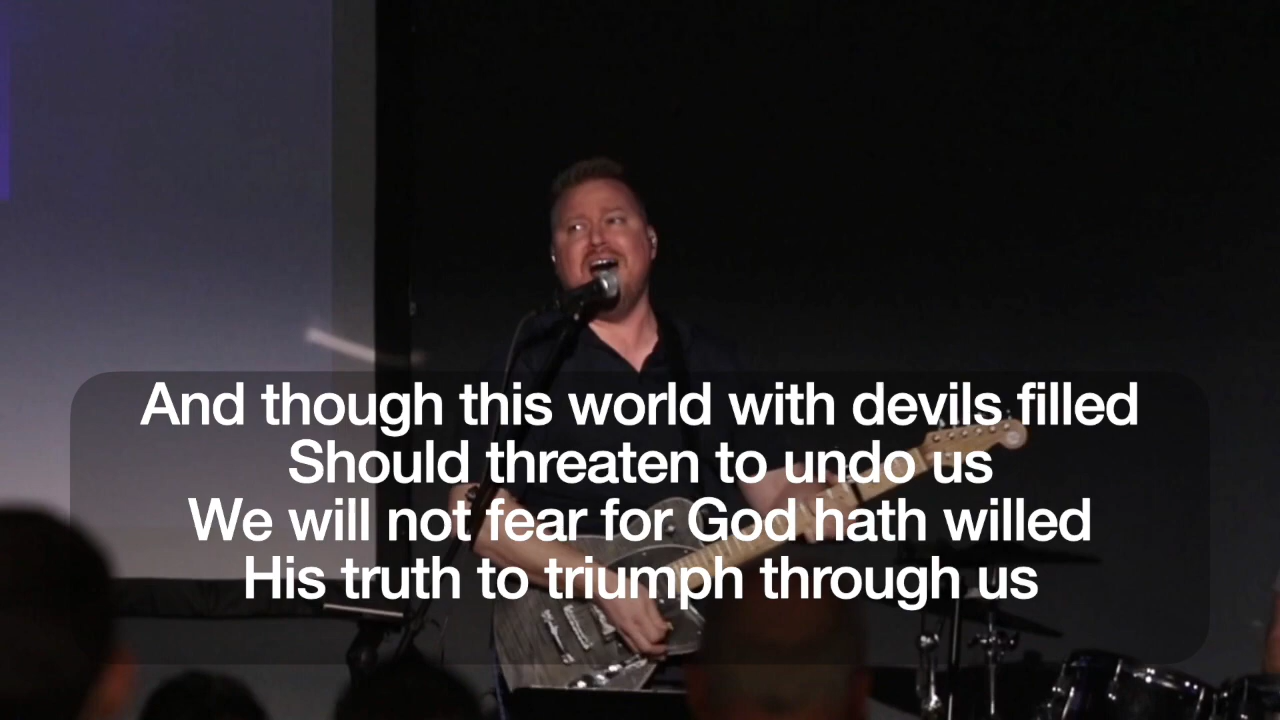 And though this world with devils filled
Should threaten to undo us
We will not fear for God hath willed
His truth to triumph through us